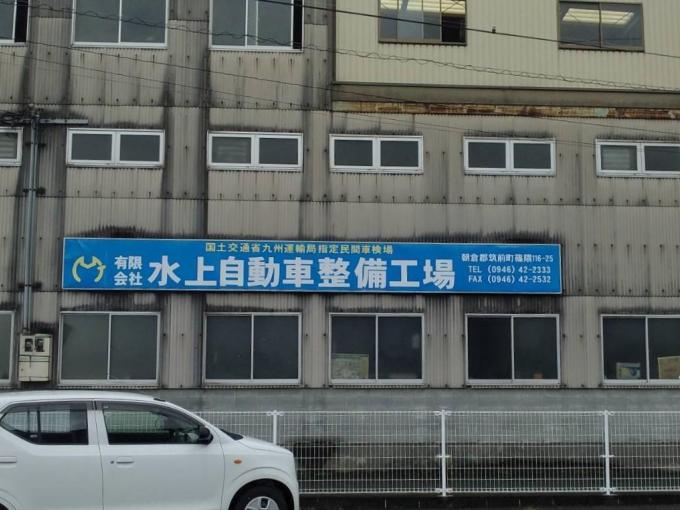 国土交通省九州運輸局指定民間車検場
有限会社 水上自動車整備工場
朝倉郡筑前町篠隈116-25
TEL (0946) 42-2333
FAX (0946) 42-2532